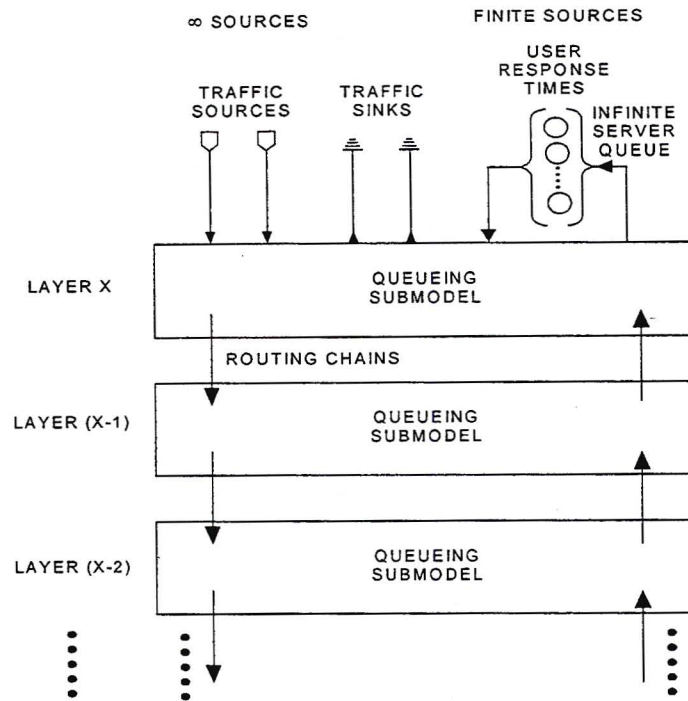 ∞ SOURCES
FINITE SOURCES
TRAFFIC
SOURCES
TRAFFIC
SINKS
USER
RESPONSE
TIMES
INFINITE
SERVER
QUEUE
LAYER X
QUEUEING
SUBMODEL
ROUTING CHAINS
LAYER (X-1)
QUEUEING
SUBMODEL
LAYER (X-2)
QUEUEING
SUBMODEL